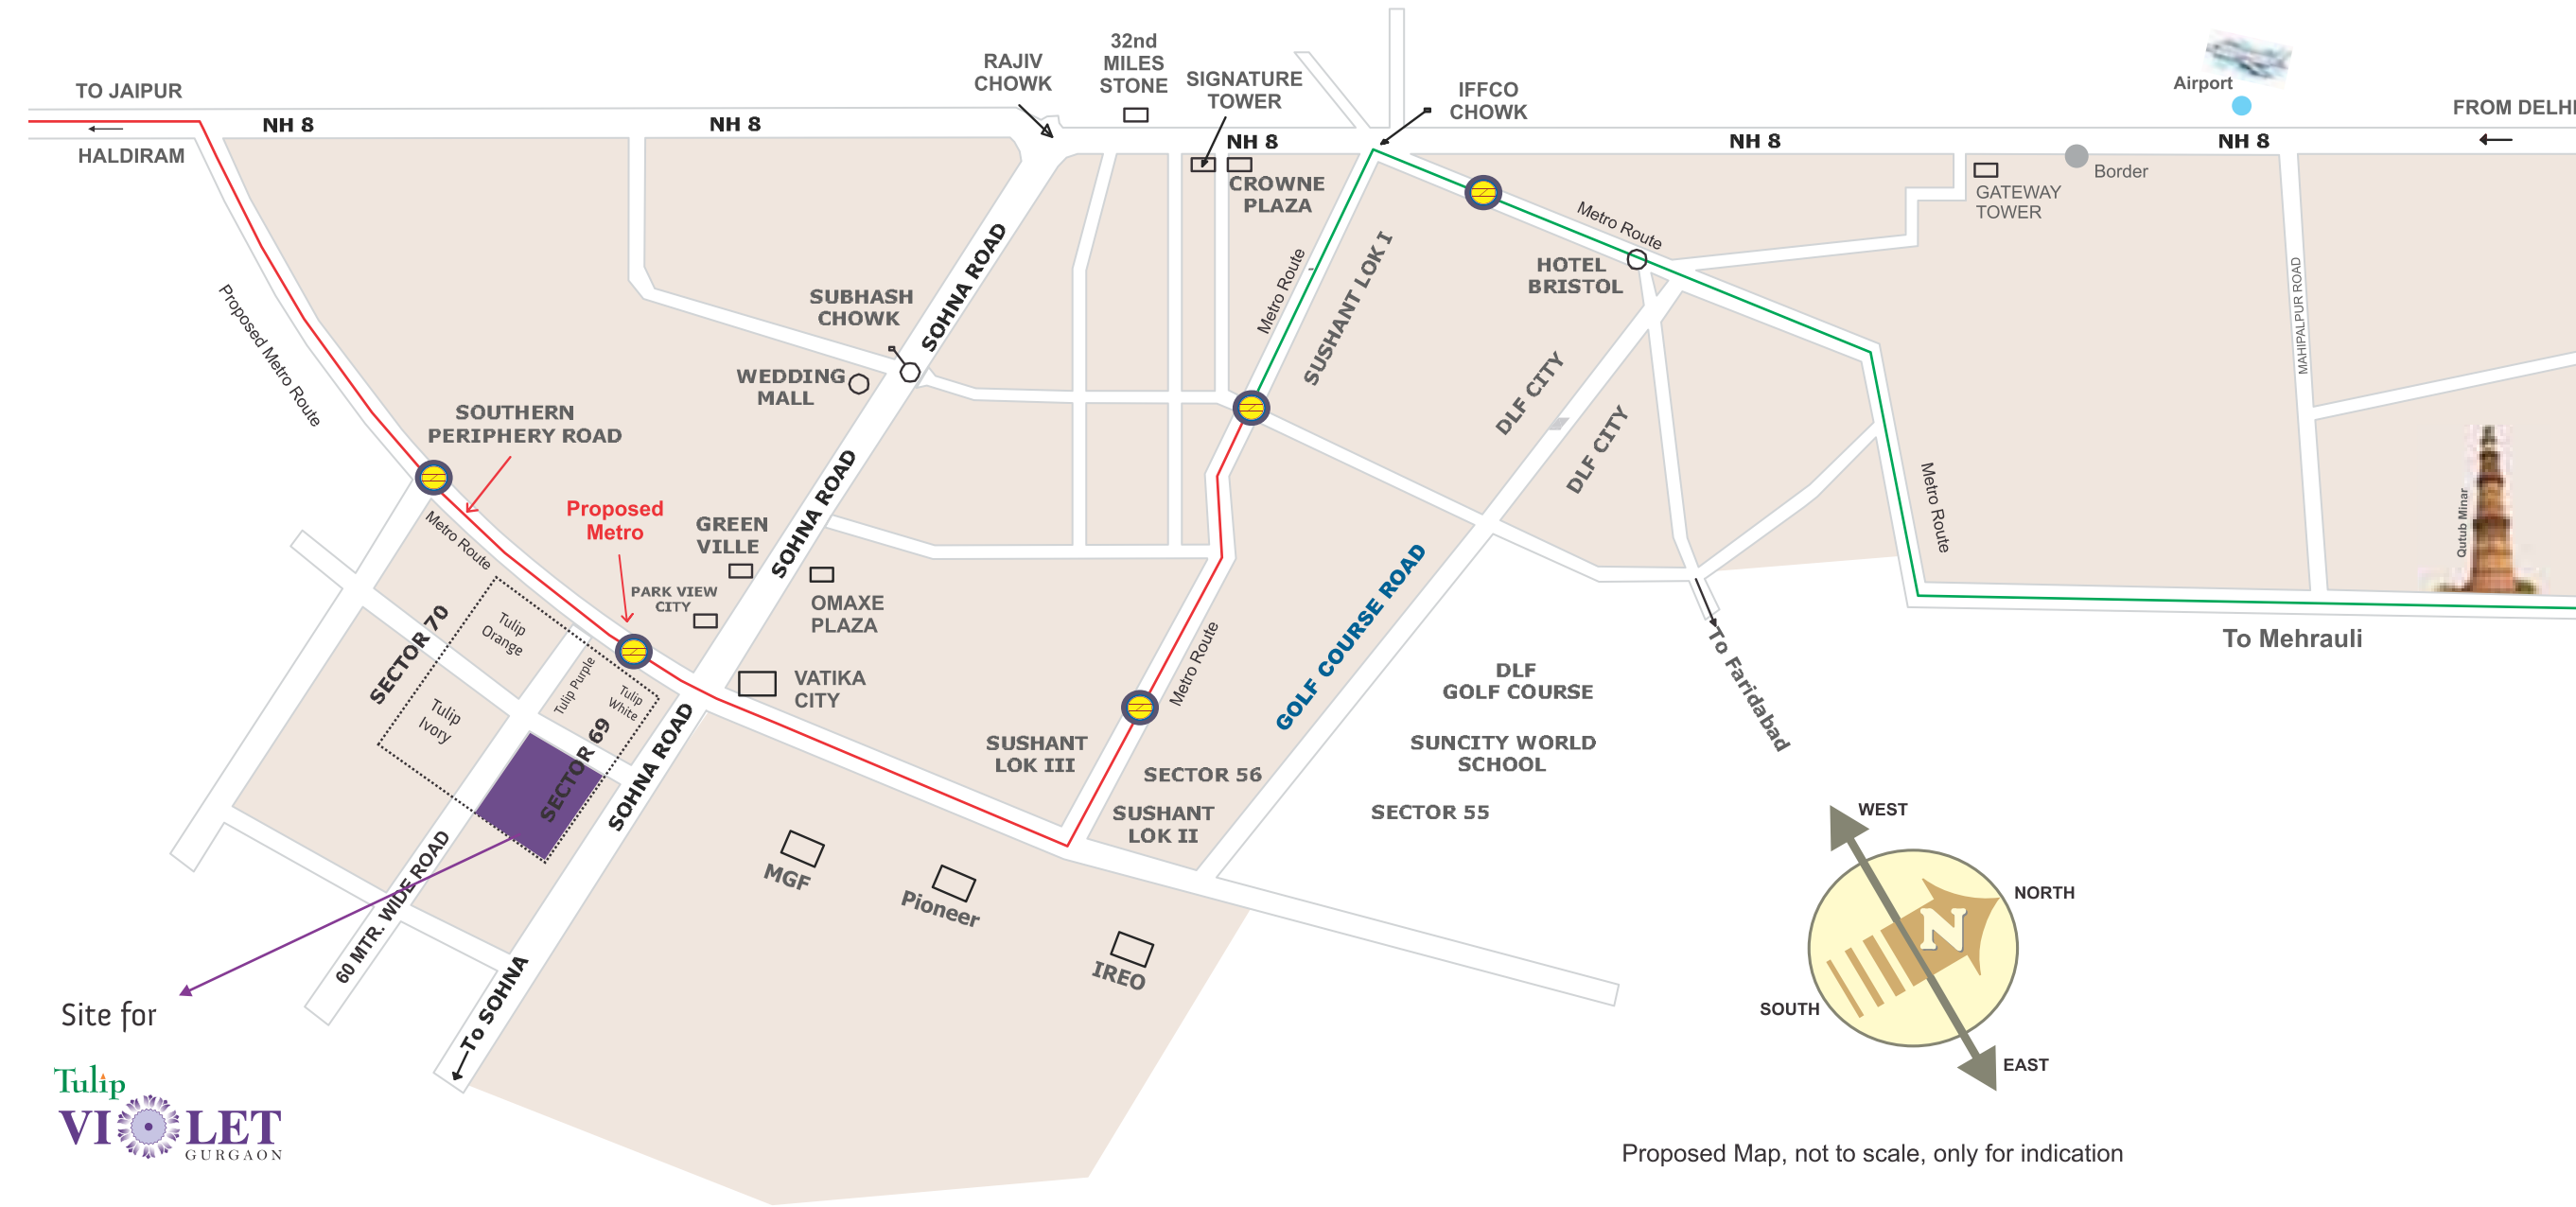 TO JAIPUR
HALDIRAM
NH 8
NH 8
RAJIV
CHOWK
32nd
MILES
STONE
SIGNATURE
TOWER
NH 8
CROWNE
PLAZA
IFFCO
CHOWK
NH 8
Airport
FROM DELHI
NH 8
Border
GATEWAY
TOWER
MAHIPALPUR ROAD
Qutub Minar
Metro Route
HOTEL
BRISTOL
Metro Route
SUSHANT LOK I
DLF CITY
DLF CITY
Metro Route
To Mehrauli
To Faridabad
SOHNA ROAD
SUBHASH
CHOWK
WEDDING
MALL
Proposed Metro Route
SOUTHERN
PERIPHERY ROAD
Metro Route
Proposed
Metro
GREEN
VILLE
SOHNA ROAD
PARK VIEW
CITY
OMAXE
PLAZA
VATIKA
CITY
SECTOR 70
Tulip
Orange
Tulip
Ivory
Tulip Purple
Tulip
White
SECTOR 69
SOHNA ROAD
60 MTR. WIDE ROAD
To SOHNA
SUSHANT
LOK III
Metro Route
SECTOR 56
SUSHANT
LOK II
GOLF COURSE ROAD
DLF
GOLF COURSE
SUNCITY WORLD
SCHOOL
SECTOR 55
MGF
Pioneer
IREO
WEST
NORTH
N
SOUTH
EAST
Site for
Tulip
VIOLET
GURGAON
Proposed Map, not to scale, only for indication